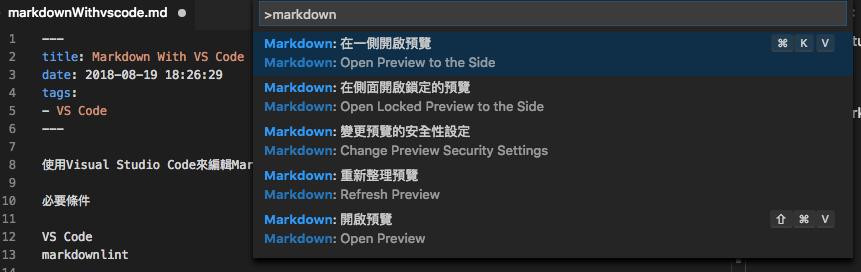 markdownWithvscode.md
>markdown
Markdown: 在一側開啟預覽 ⌘ K V
Markdown: Open Preview to the Side
Markdown: 在側面開啟鎖定的預覽
Markdown: Open Locked Preview to the Side
Markdown: 變更預覽的安全性設定
Markdown: Change Preview Security Settings
Markdown: 重新整理預覽
Markdown: Refresh Preview
Markdown: 開啟預覽 ⇧ ⌘ V
Markdown: Open Preview
1 ---
2 title: Markdown With VS Code
3 date: 2018-08-19 18:26:29
4 tags:
5 - VS Code
6 ---
7
8 使用Visual Studio Code來編輯Mar
9
10 必要條件
11
12 VS Code
13 markdownlint